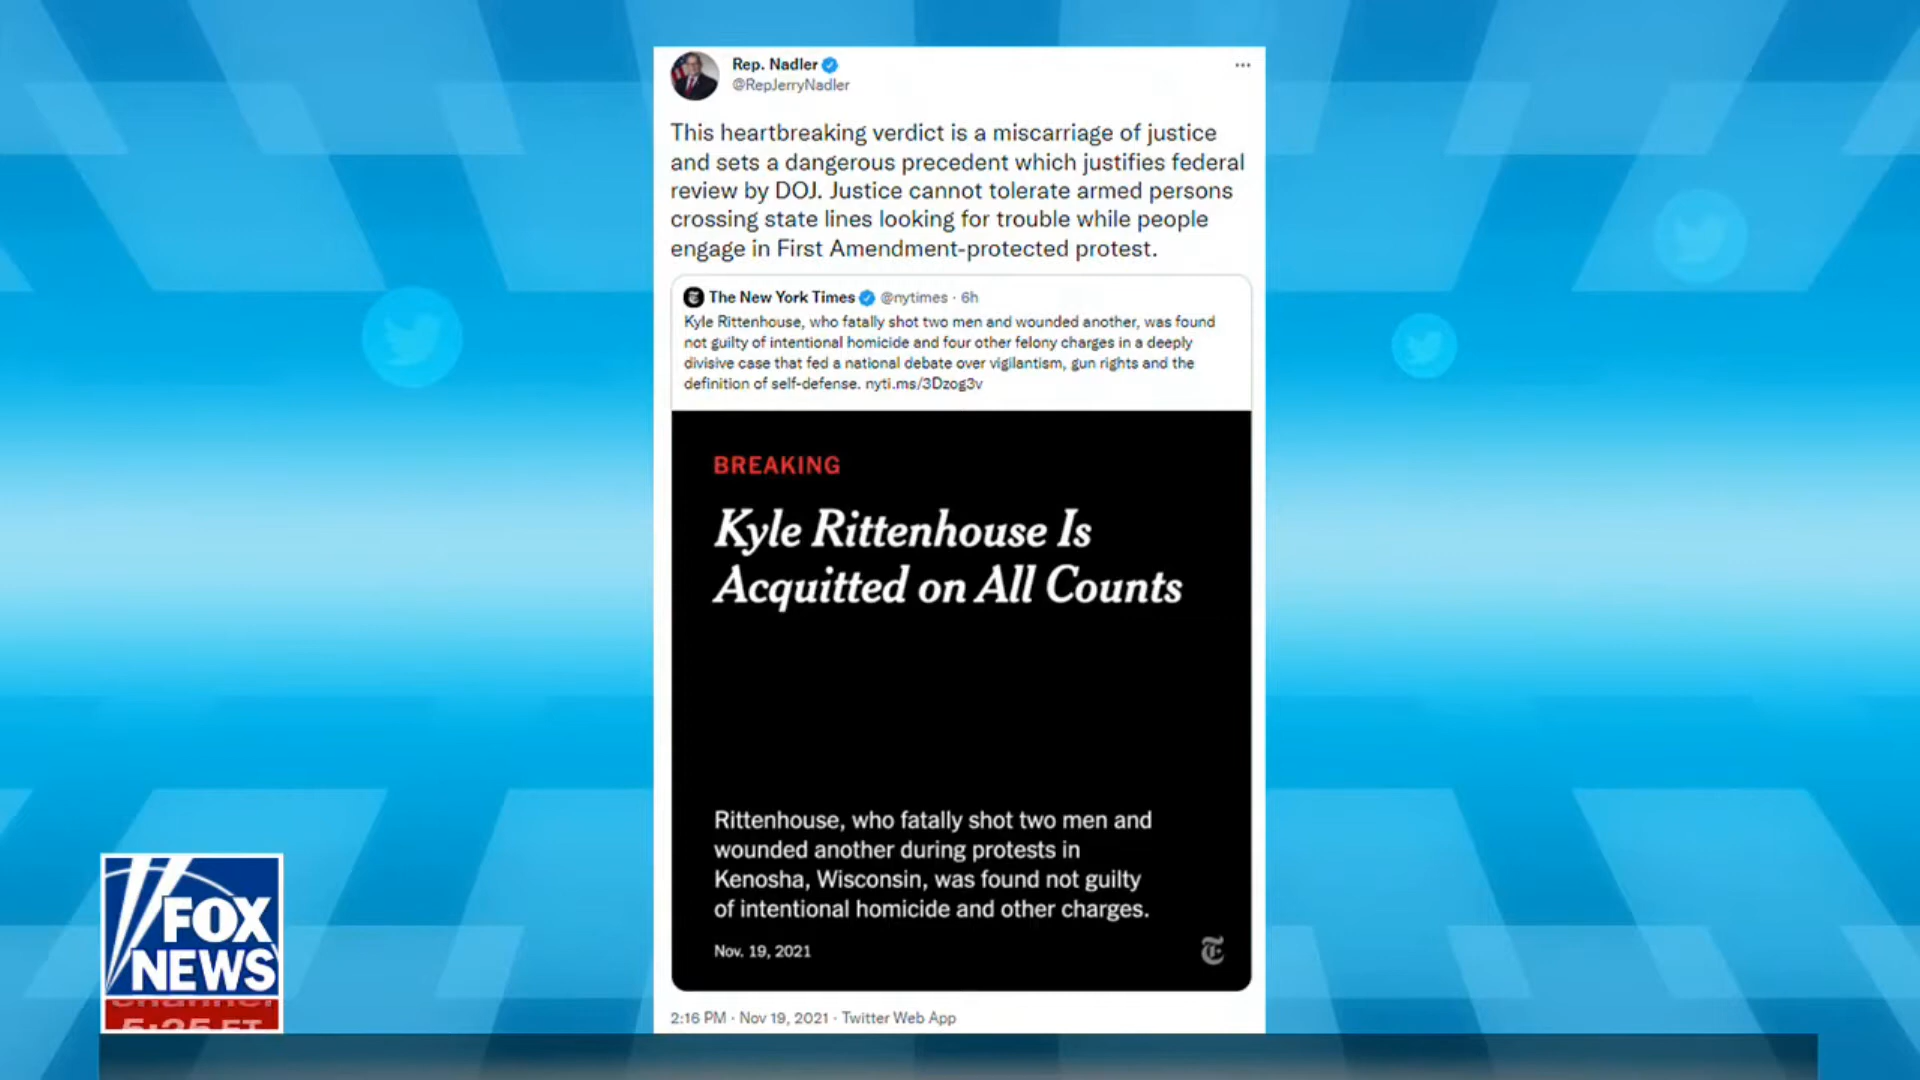 Rep. Nadler
@RepJerryNadler
This heartbreaking verdict is a miscarriage of justice
and sets a dangerous precedent which justifies federal
review by DOJ. Justice cannot tolerate armed persons
crossing state lines looking for trouble while people
engage in First Amendment-protected protest.
The New York Times @nytimes · 6h
Kyle Rittenhouse, who fatally shot two men and wounded another, was found
not guilty of intentional homicide and four other felony charges in a deeply
divisive case that fed a national debate over vigilantism, gun rights and the
definition of self-defense. nyti.ms/3Dzog3v
BREAKING
Kyle Rittenhouse Is
Acquitted on All Counts
Rittenhouse, who fatally shot two men and
wounded another during protests in
Kenosha, Wisconsin, was found not guilty
of intentional homicide and other charges.
Nov. 19, 2021
2:16 PM · Nov 19, 2021 · Twitter Web App
FOX
NEWS
channel
5:25 ET